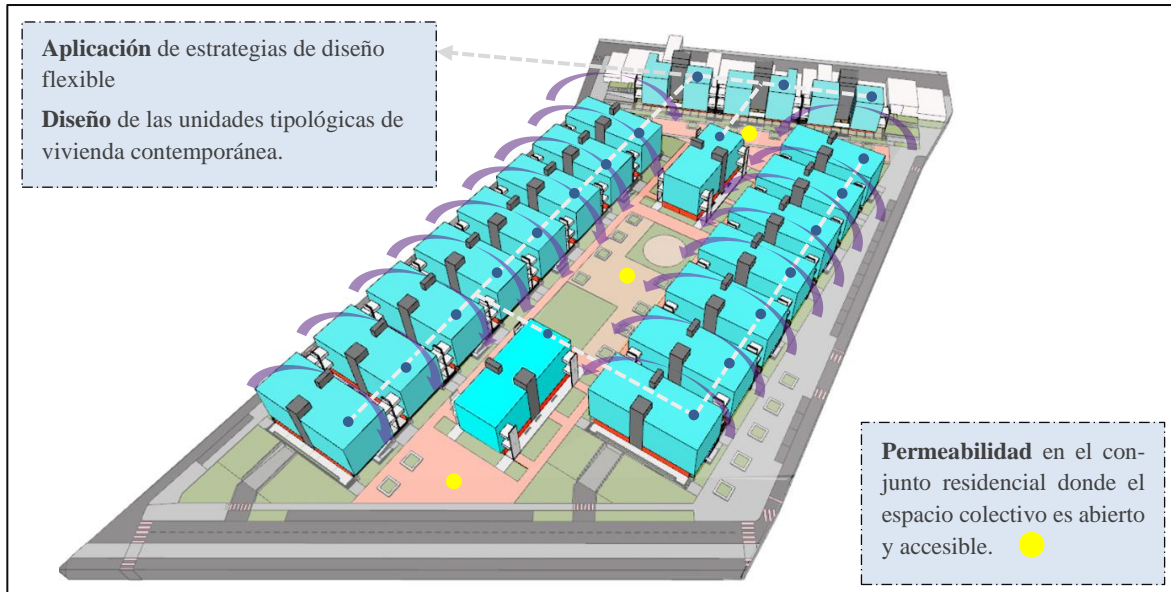 Aplicación de estrategias de diseño
flexible
Diseño de las unidades tipológicas de
vivienda contemporánea.
Permeabilidad en el con-
junto residencial donde el
espacio colectivo es abierto
y accesible.